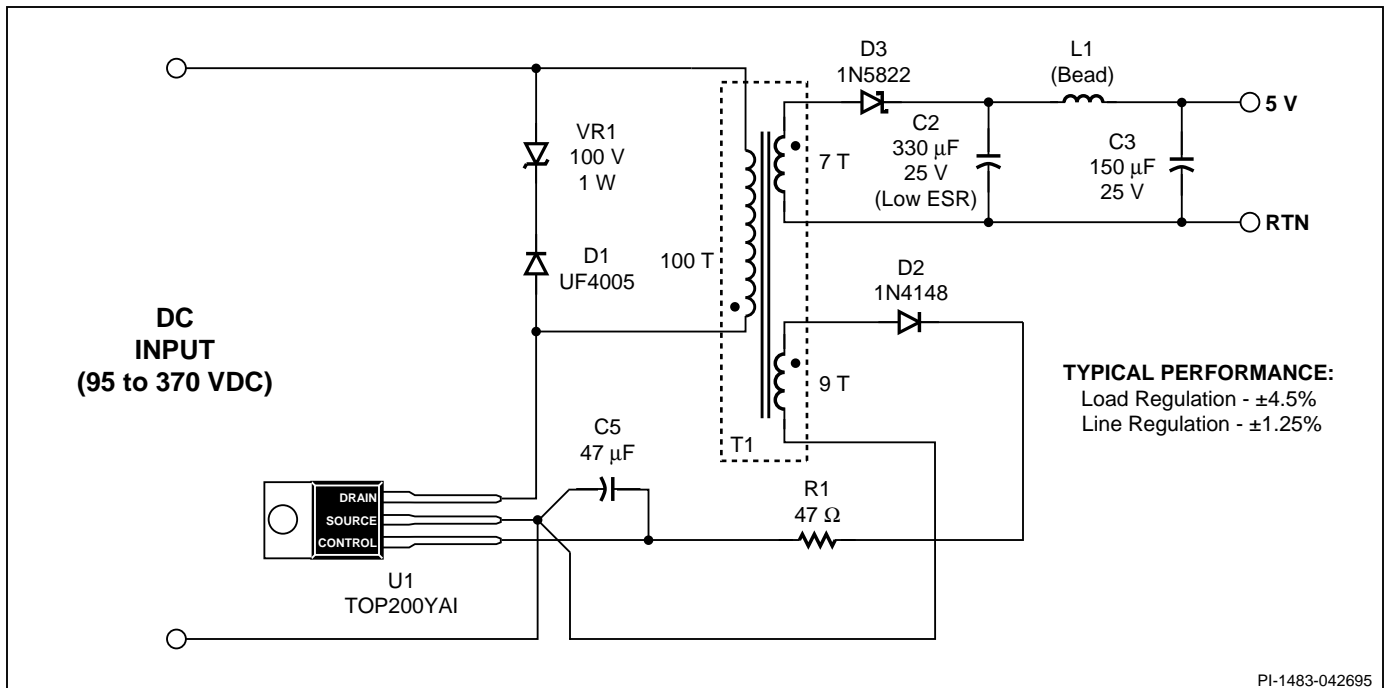 D3
1N5822
L1
(Bead)
5 V
VR1
100 V
1 W
7 T
C2
330 μF
25 V
(Low ESR)
C3
150 μF
25 V
RTN
D1
UF4005
100 T
D2
1N4148
DC
INPUT
(95 to 370 VDC)
9 T
TYPICAL PERFORMANCE:
Load Regulation - ±4.5%
Line Regulation - ±1.25%
T1
C5
47 μF
R1
47 Ω
DRAIN
SOURCE
CONTROL
U1
TOP200YAI
PI-1483-042695